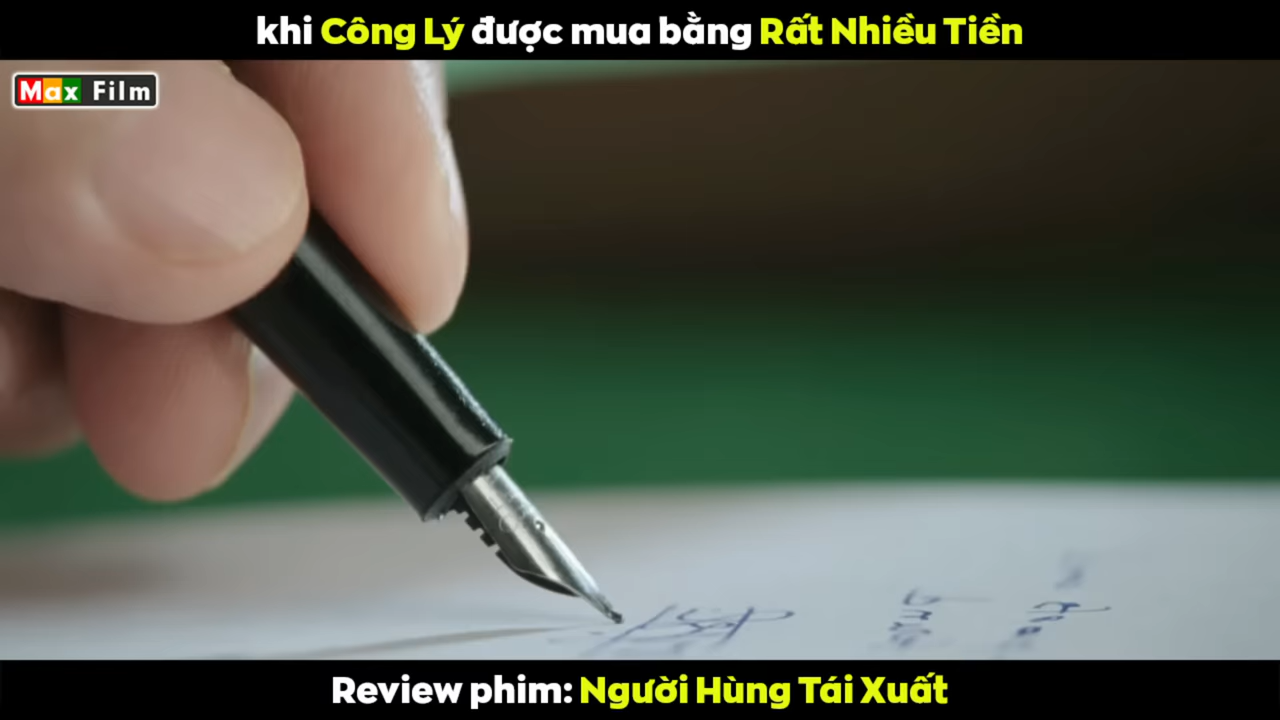 khi Công Lý được mua bằng Rất Nhiều Tiền
Max Film
Review phim: Người Hùng Tái Xuất